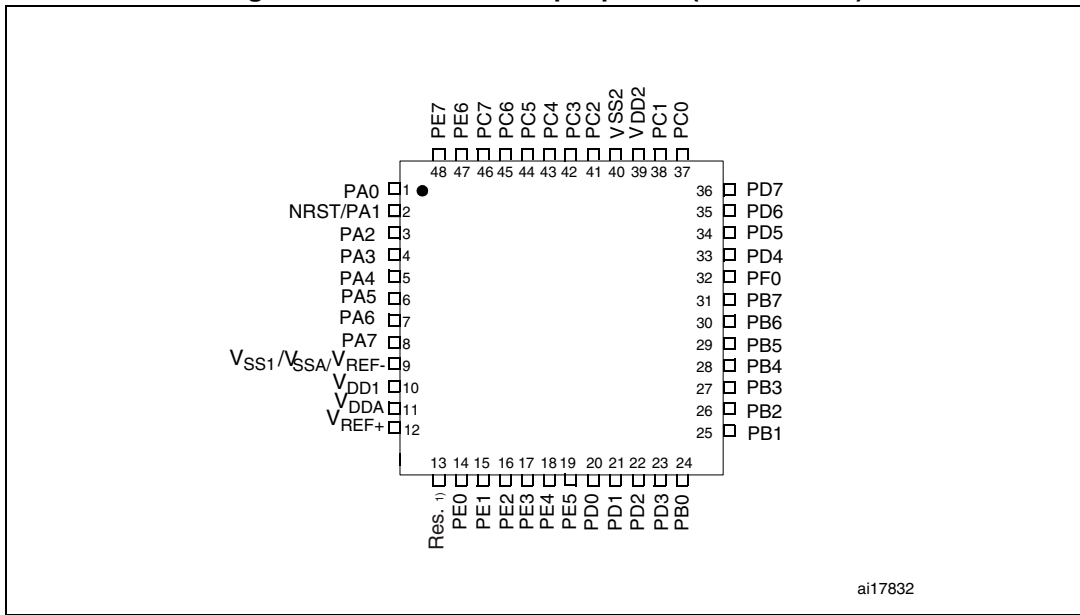 PE7
PE6
PC7
PC6
PC5
PC4
PC3
PC2
VSS2
VDD2
PC1
PC0
48 47 46 45 44 43 42 41 40 39 38 37
PA0 1
NRST/PA1 2
PA2 3
PA3 4
PA4 5
PA5 6
PA6 7
PA7 8
VSS1/VSSA/VREF- 9
VDD1 10
VDDA 11
VREF+ 12
36 PD7
35 PD6
34 PD5
33 PD4
32 PF0
31 PB7
30 PB6
29 PB5
28 PB4
27 PB3
26 PB2
25 PB1
13 14 15 16 17 18 19 20 21 22 23 24
Res. 1)
PE0
PE1
PE2
PE3
PE4
PE5
PD0
PD1
PD2
PD3
PB0
ai17832